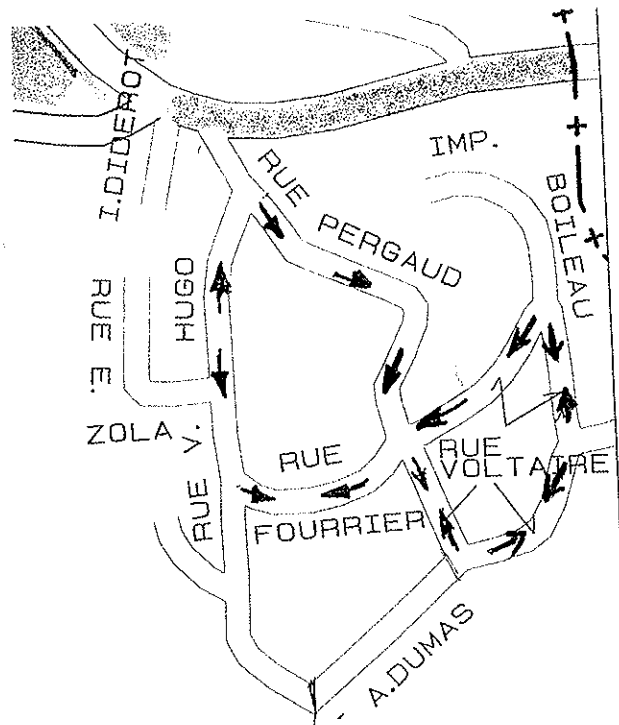 I.DIDEROT
IMP.
BOILEAU
RUE
PERGAUD
HUGO
RUE V.
RUE E.
ZOLA
RUE
FOURRIER
RUE
VOLTAIRE
A.DUMAS